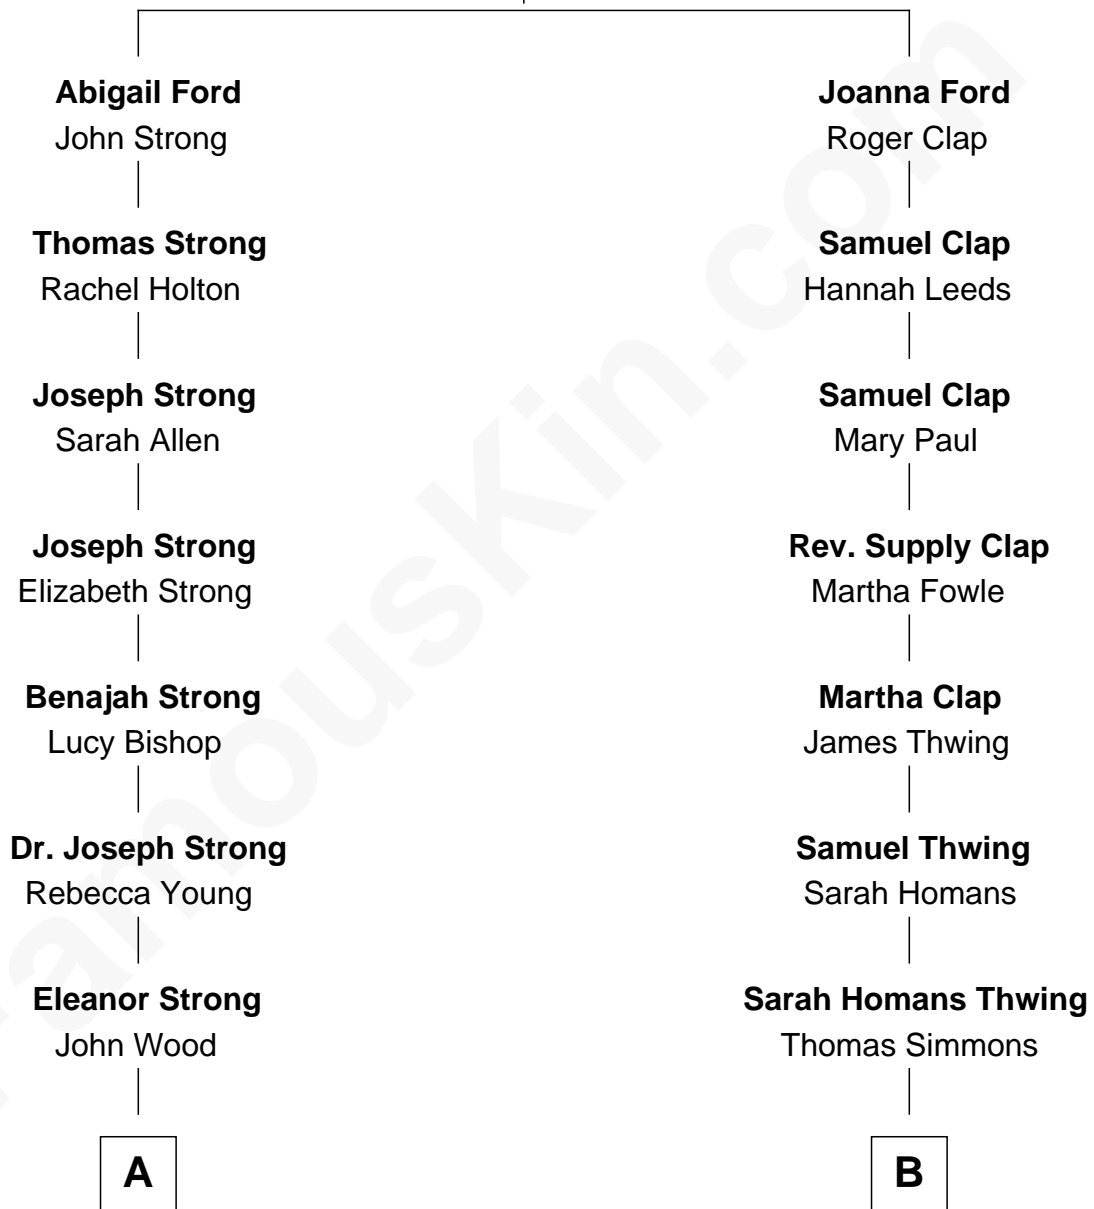 Abigail Ford
John Strong
Thomas Strong
Rachel Holton
Joseph Strong
Sarah Allen
Joseph Strong
Elizabeth Strong
Benajah Strong
Lucy Bishop
Dr. Joseph Strong
Rebecca Young
Eleanor Strong
John Wood
A
Joanna Ford
Roger Clap
Samuel Clap
Hannah Leeds
Samuel Clap
Mary Paul
Rev. Supply Clap
Martha Fowle
Martha Clap
James Thwing
Samuel Thwing
Sarah Homans
Sarah Homans Thwing
Thomas Simmons
B
FamousKin.com